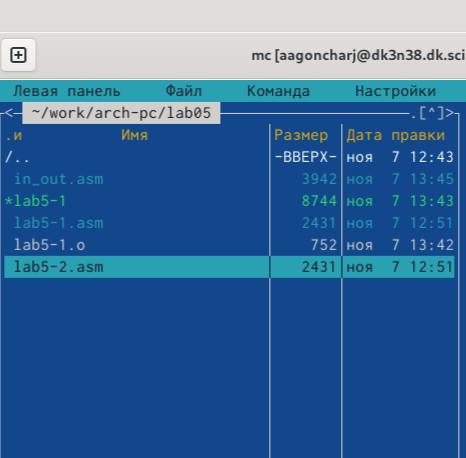 mc [aagoncharj@dk3n38.dk.sci
Левая панель Файл Команда Настройки
<— ~/work/arch-pc/lab05 .[^]>
.и Имя Размер Дата правки
/.. -ВВЕРХ- ноя 7 12:43
in_out.asm 3942 ноя 7 13:45
*lab5-1 8744 ноя 7 13:43
lab5-1.asm 2431 ноя 7 12:51
lab5-1.o 752 ноя 7 13:42
lab5-2.asm 2431 ноя 7 12:51